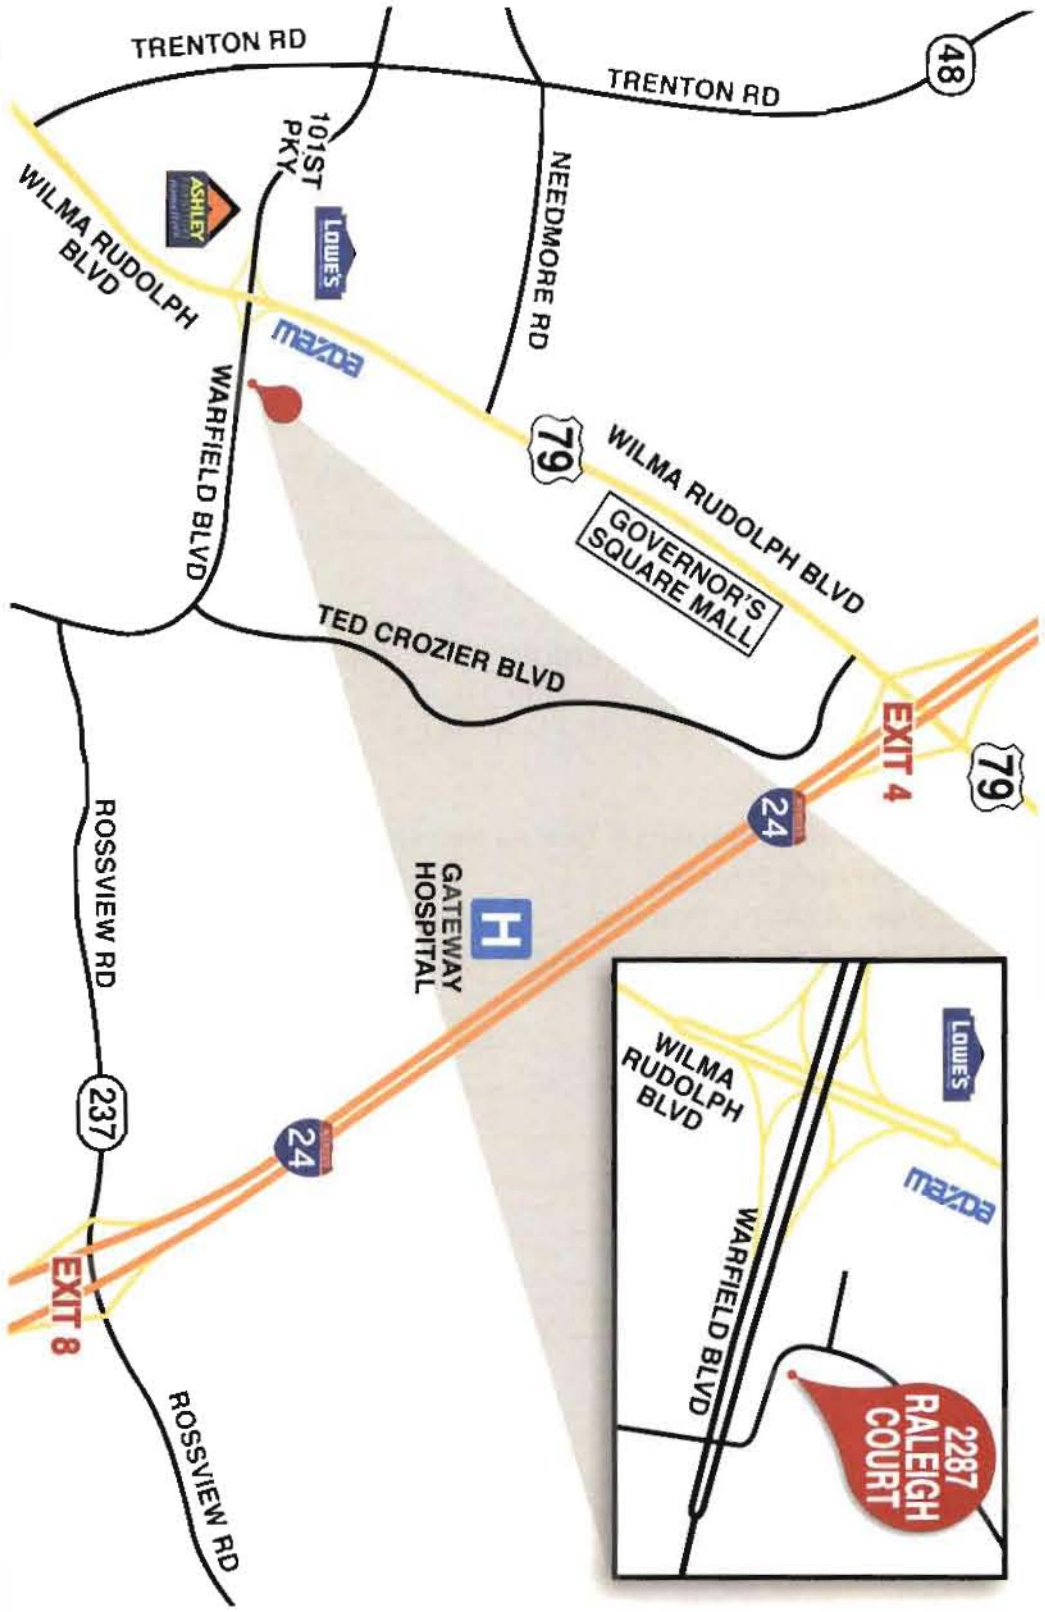 48
TRENTON RD
TRENTON RD
79
EXIT 4
WILMA RUDOLPH BLVD
GOVERNOR'S
SQUARE MALL
79
NEEDMORE RD
24
LOWE'S
mazda
2287
RALEIGH
COURT
WILMA
RUDOLPH
BLVD
WARFIELD BLVD
TED CROZIER BLVD
H
GATEWAY
HOSPITAL
101ST
PKY
LOWE'S
mazda
ASHLEY
WILMA RUDOLPH
BLVD
WARFIELD BLVD
24
ROSSVIEW RD
237
EXIT 8
ROSSVIEW RD